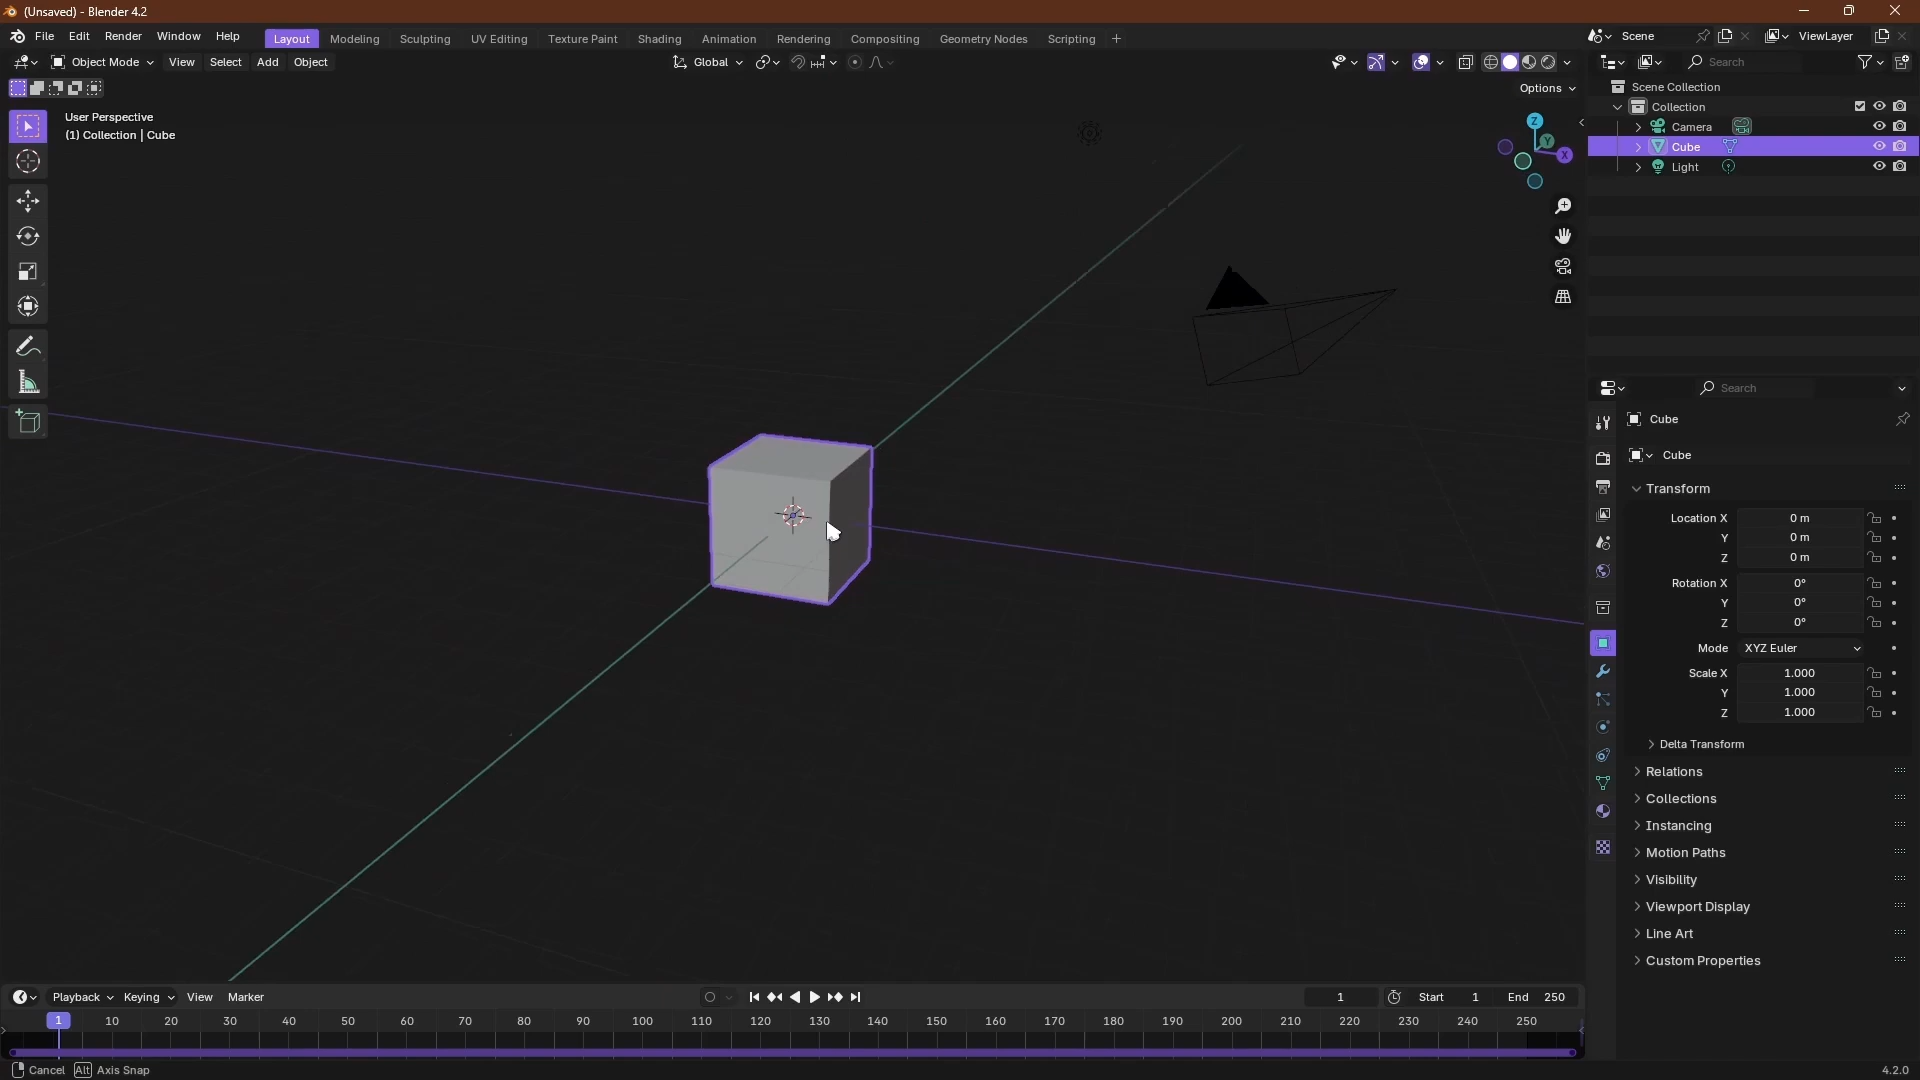 (Unsaved) - Blender 4.2
File Edit Render Window Help Layout Modeling Sculpting UV Editing Texture Paint Shading Animation Rendering Compositing Geometry Nodes Scripting + Scene ViewLayer
Object Mode View Select Add Object Global Search
Options
User Perspective
(1) Collection | Cube
Z
Y
X
Scene Collection
Collection
Camera
Cube
Light
Search
Cube
Cube
Transform
Location X 0 m
Y 0 m
Z 0 m
Rotation X 0°
Y 0°
Z 0°
Mode XYZ Euler
Scale X 1.000
Y 1.000
Z 1.000
Delta Transform
Relations
Collections
Instancing
Motion Paths
Visibility
Viewport Display
Line Art
Custom Properties
Playback Keying View Marker 1 Start 1 End 250
1 10 20 30 40 50 60 70 80 90 100 110 120 130 140 150 160 170 180 190 200 210 220 230 240 250
Cancel Alt Axis Snap 4.2.0